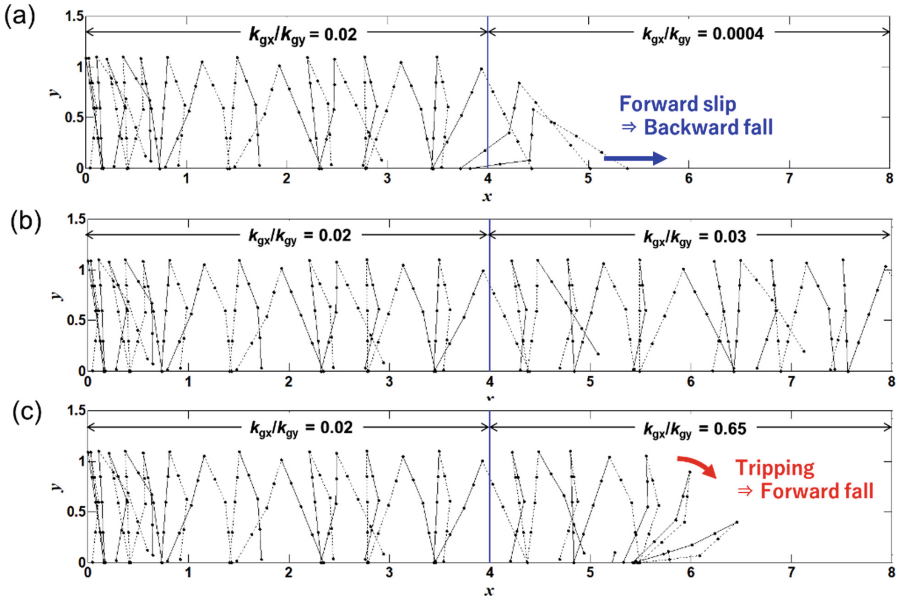 (a)
1.5
1
0.5
0
y
kgx/kgy = 0.02
kgx/kgy = 0.0004
Forward slip
⇒ Backward fall
0 1 2 3 4 5 6 7 8
x
(b)
1.5
1
0.5
0
y
kgx/kgy = 0.02
kgx/kgy = 0.03
0 1 2 3 4 5 6 7 8
(c)
1.5
1
0.5
0
y
kgx/kgy = 0.02
kgx/kgy = 0.65
Tripping
⇒ Forward fall
0 1 2 3 4 5 6 7 8
x